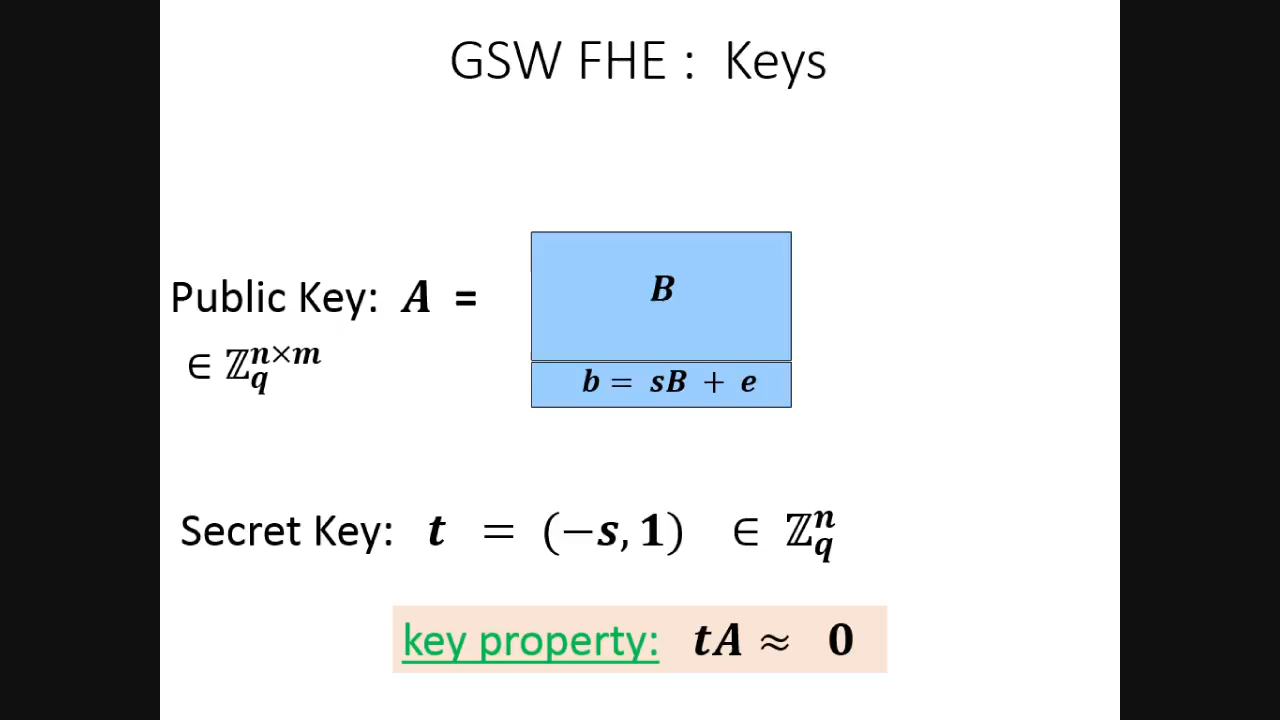 GSW FHE : Keys
B
Public Key: A =
∈ ℤ_q^{n×m}
b = sB + e
Secret Key: t = (−s, 1) ∈ ℤ_q^n
key property: tA ≈ 0